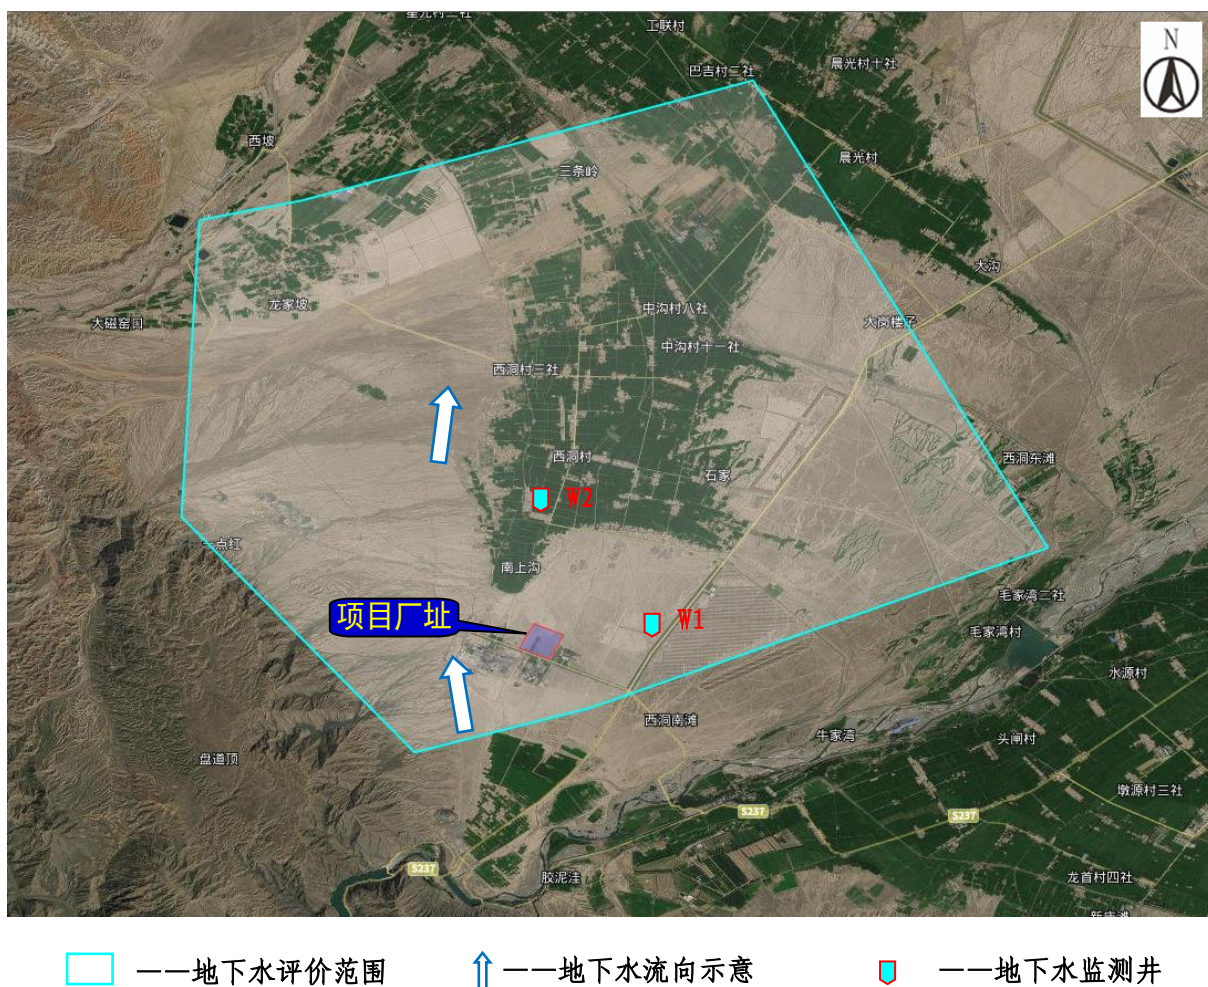 星光村三社
工联村
N
巴吉村二社
晨光村十社
西坡
晨光村
三条岭
大沟
龙家坡
中沟村八社
大磁窑口
大岗楼子
中沟村十一社
西洞村三社
西洞村
西洞东滩
石家
W2
一点红
南上沟
毛家湾二社
项目厂址
W1
毛家湾村
水源村
西洞南滩
牛家湾
头闸村
盘道顶
墩源村三社
S237
S237
S237
胶泥洼
龙首村四社
——地下水评价范围
——地下水流向示意
——地下水监测井